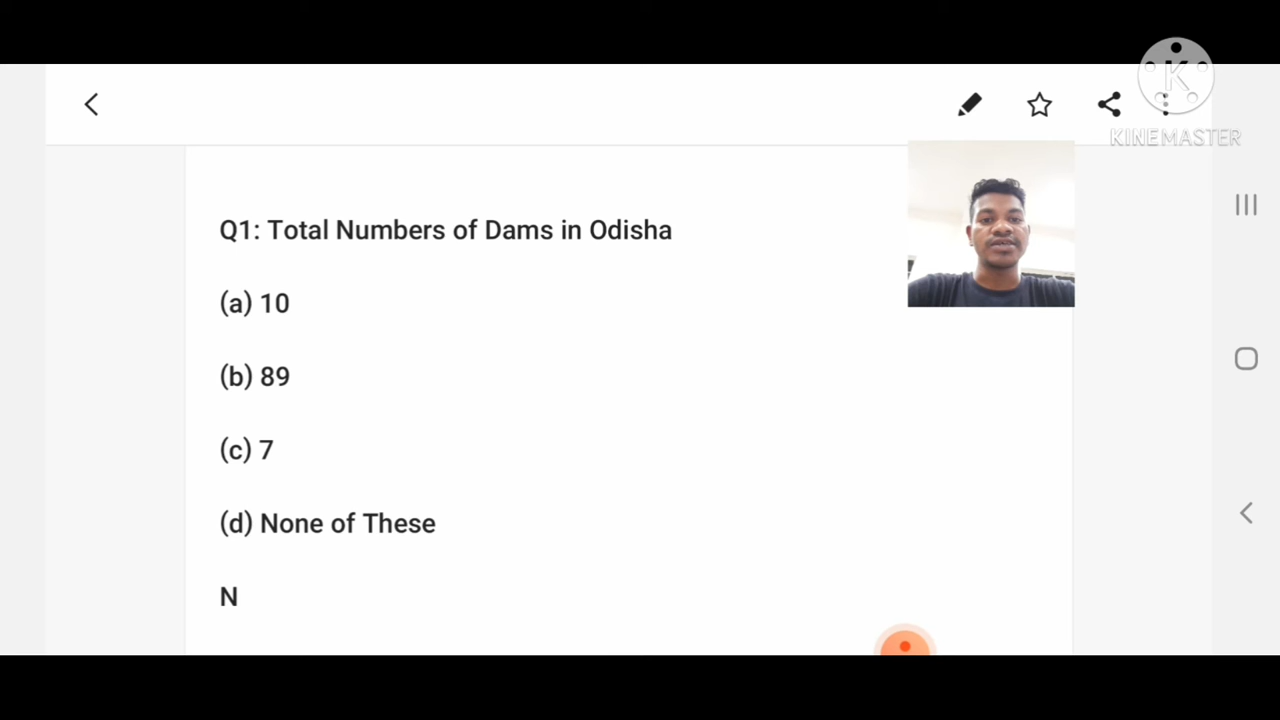 K
KINEMASTER
Q1: Total Numbers of Dams in Odisha
(a) 10
(b) 89
(c) 7
(d) None of These
N